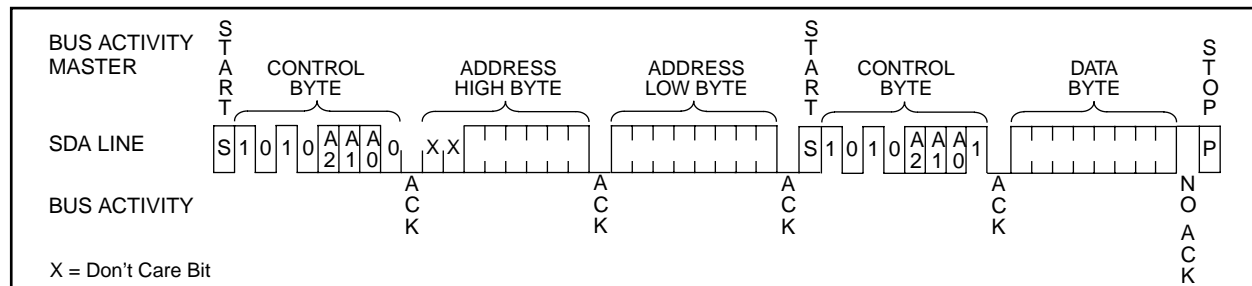 BUS ACTIVITY
MASTER
START
CONTROL
BYTE
ADDRESS
HIGH BYTE
ADDRESS
LOW BYTE
START
CONTROL
BYTE
DATA
BYTE
STOP
SDA LINE
S 1 0 1 0 A2 A1 A0 0 X X S 1 0 1 0 A2 A1 A0 1 P
BUS ACTIVITY
ACK
ACK
ACK
ACK
NO ACK
X = Don't Care Bit